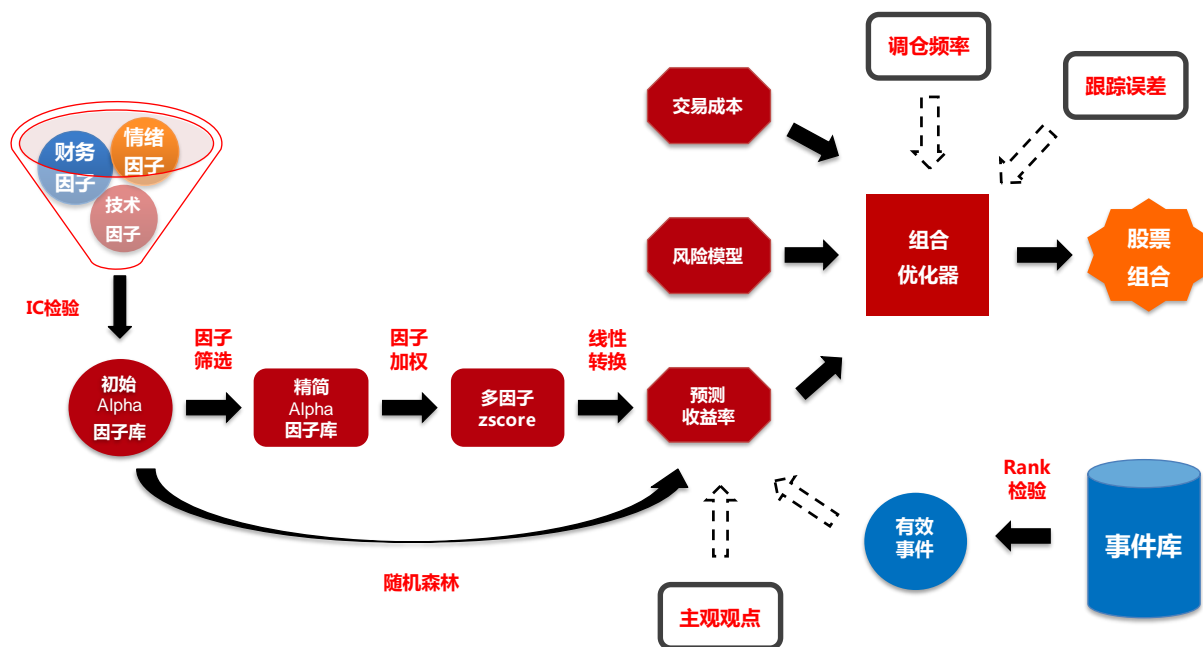 调仓频率
跟踪误差
交易成本
财务
因子
情绪
因子
技术
因子
风险模型
组合
优化器
股票
组合
IC检验
因子
筛选
因子
加权
线性
转换
初始
Alpha
因子库
精简
Alpha
因子库
多因子
zscore
预测
收益率
随机森林
主观观点
有效
事件
Rank
检验
事件库